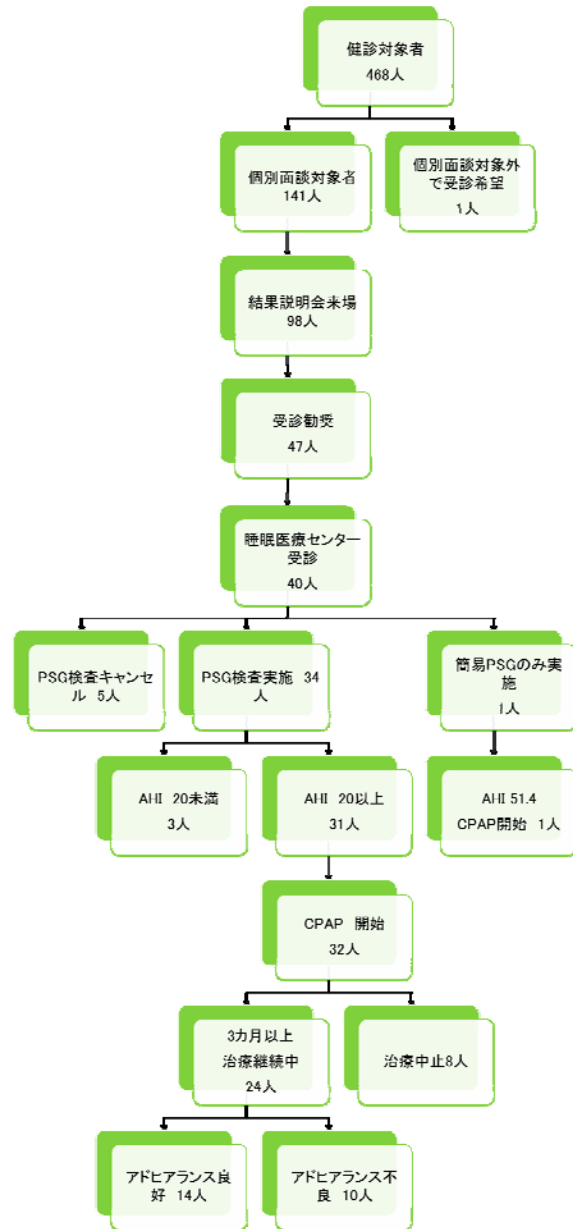 健診対象者
468人
個別面談対象者
141人
個別面談対象外
で受診希望
1人
結果説明会来場
98人
受診勧奨
47人
睡眠医療センター
受診
40人
PSG検査キャンセ
ル 5人
PSG検査実施 34
人
簡易PSGのみ実
施
1人
AHI 20未満
3人
AHI 20以上
31人
AHI 51.4
CPAP開始 1人
CPAP 開始
32人
3カ月以上
治療継続中
24人
治療中止8人
アドヒアランス良
好 14人
アドヒアランス不
良 10人